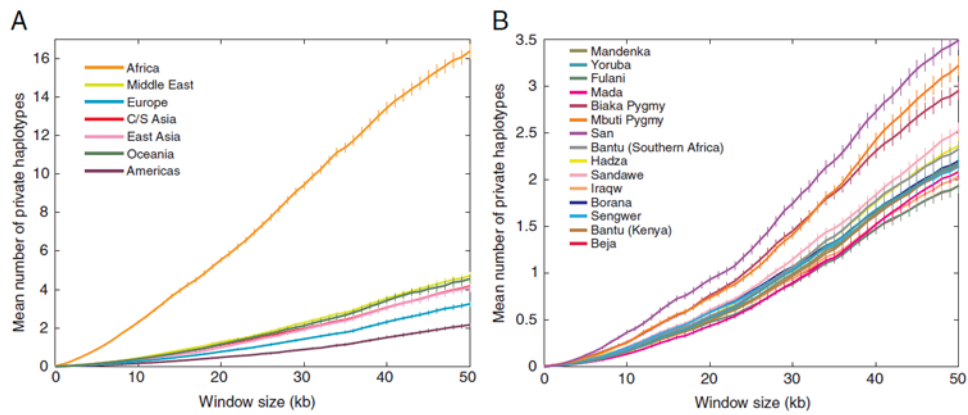 A
Mean number of private haplotypes
16
14
12
10
8
6
4
2
0
Africa
Middle East
Europe
C/S Asia
East Asia
Oceania
Americas
0 10 20 30 40 50
Window size (kb)
B
Mean number of private haplotypes
3.5
3
2.5
2
1.5
1
0.5
0
Mandenka
Yoruba
Fulani
Mada
Biaka Pygmy
Mbuti Pygmy
San
Bantu (Southern Africa)
Hadza
Sandawe
Iraqw
Borana
Sengwer
Bantu (Kenya)
Beja
0 10 20 30 40 50
Window size (kb)